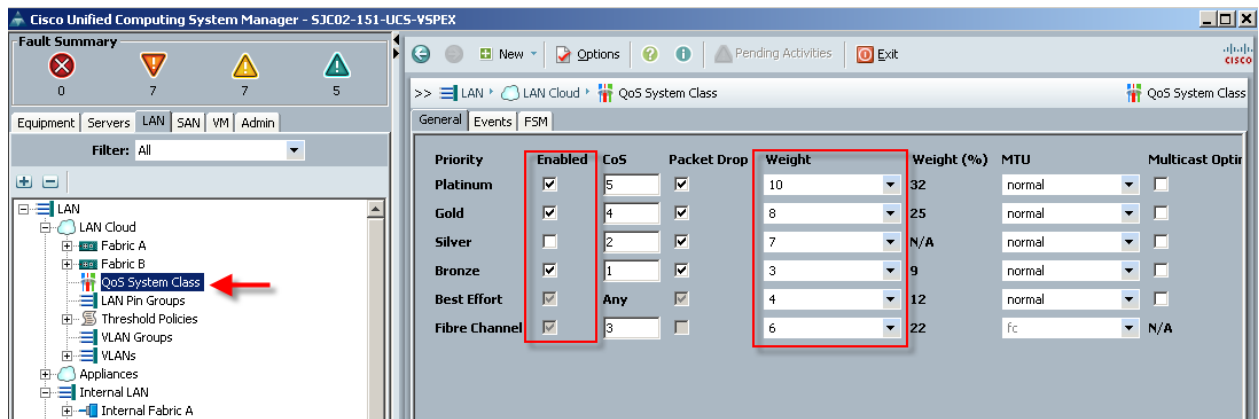 Cisco Unified Computing System Manager - SJC02-151-UCS-VSPEX
Fault Summary
0 7 7 5
New Options Pending Activities Exit
cisco
>> LAN LAN Cloud QoS System Class QoS System Class
Equipment Servers LAN SAN VM Admin
General Events FSM
Filter: All
LAN
LAN Cloud
Fabric A
Fabric B
QoS System Class
LAN Pin Groups
Threshold Policies
VLAN Groups
VLANs
Appliances
Internal LAN
Internal Fabric A
Priority Enabled CoS Packet Drop Weight Weight (%) MTU Multicast Optir
Platinum 5 10 32 normal
Gold 4 8 25 normal
Silver 2 7 N/A normal
Bronze 1 3 9 normal
Best Effort Any 4 12 normal
Fibre Channel 3 6 22 fc N/A